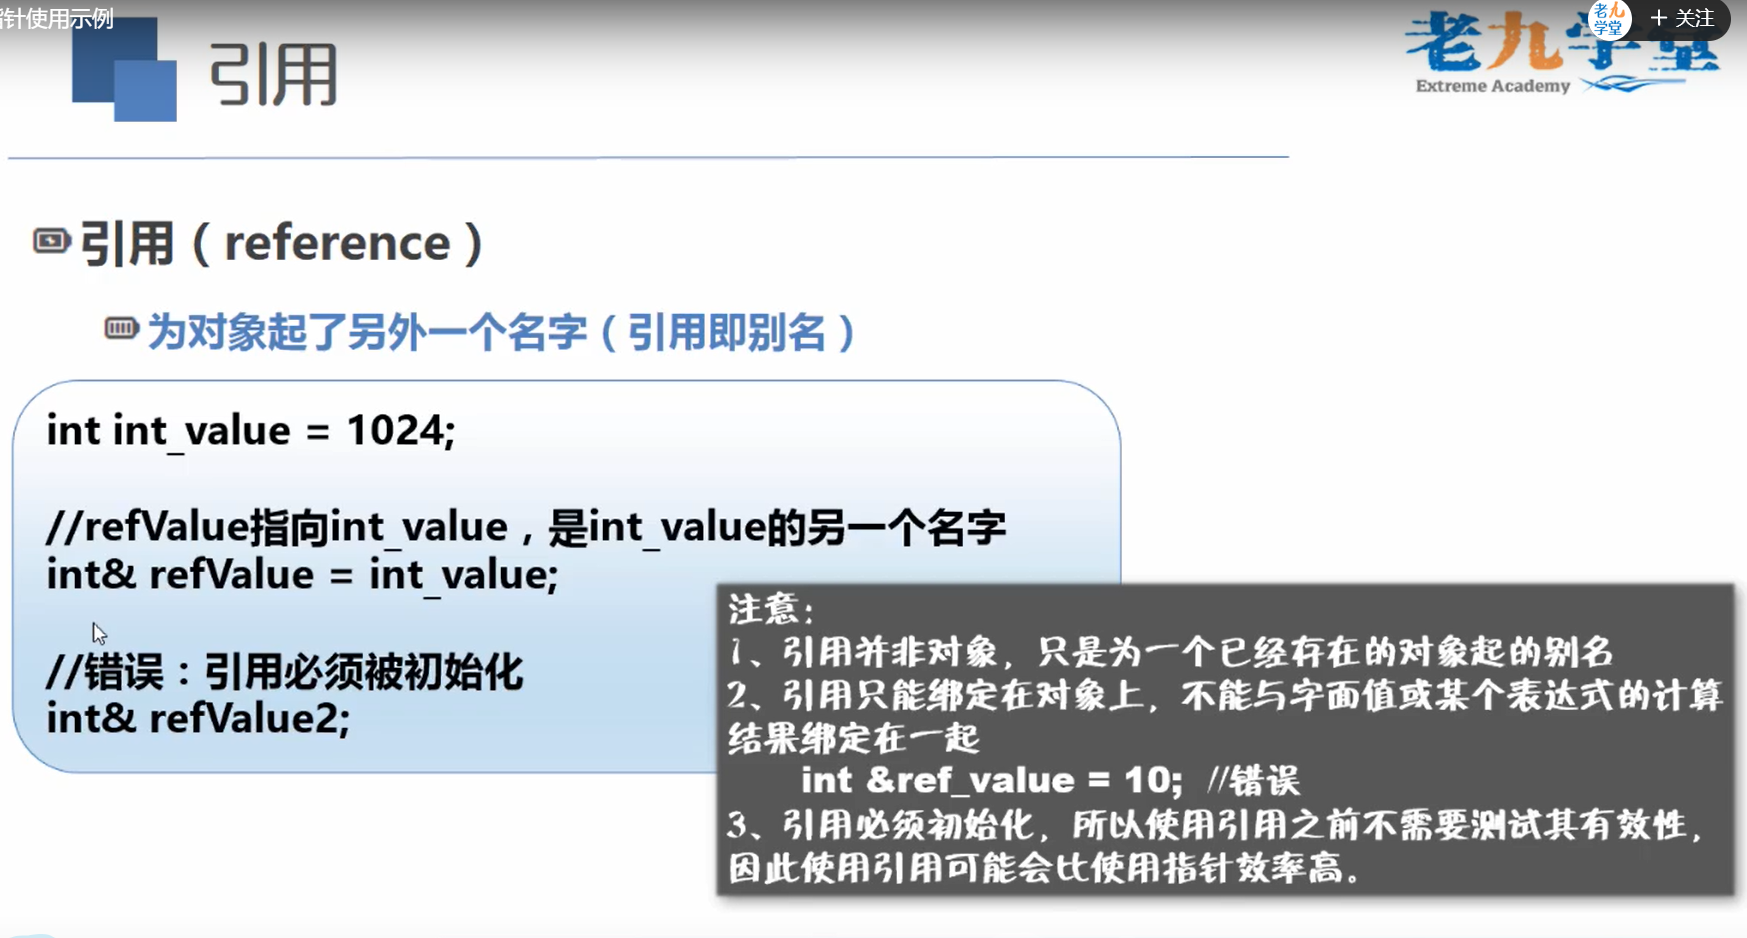 指针使用示例
老九
学堂
+ 关注
引用
老九学堂
Extreme Academy
引用（reference）
为对象起了另外一个名字（引用即别名）
int int_value = 1024;
//refValue指向int_value，是int_value的另一个名字
int& refValue = int_value;
//错误：引用必须被初始化
int& refValue2;
注意：
1、引用并非对象，只是为一个已经存在的对象起的别名
2、引用只能绑定在对象上，不能与字面值或某个表达式的计算
结果绑定在一起
int &ref_value = 10; //错误
3、引用必须初始化，所以使用引用之前不需要测试其有效性，
因此使用引用可能会比使用指针效率高。